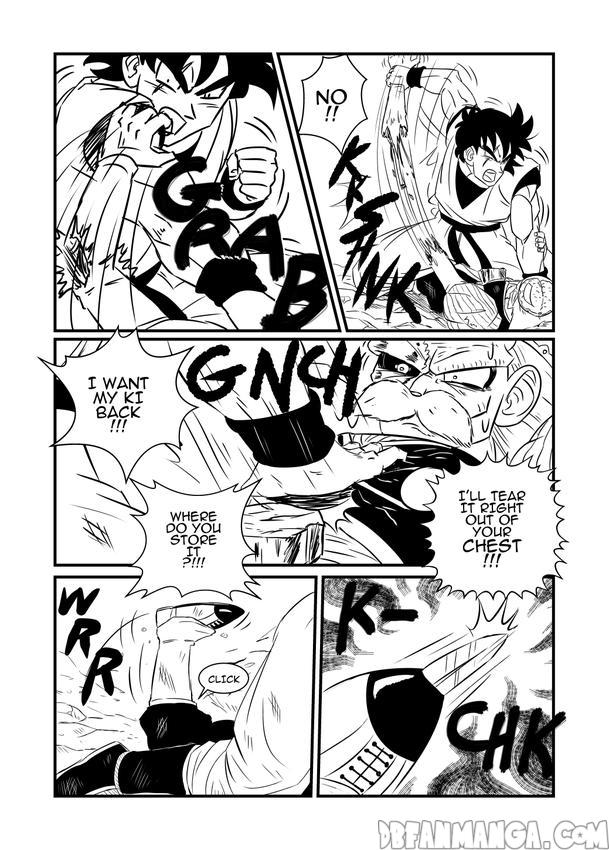 GRAB
NO
!!
KRSHNK
I WANT
MY KI
BACK
!!!
GNCH
WHERE
DO YOU
STORE
IT
?!!!
I'LL TEAR
IT RIGHT
OUT OF
YOUR
CHEST
!!!
WRR
CLICK
K-
CHK
DBFANMANGA.COM